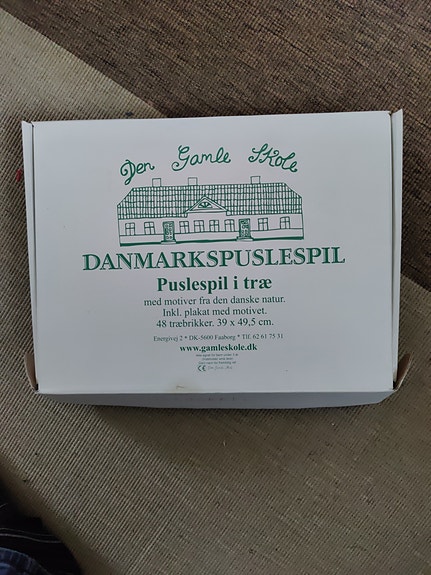 Den Gamle Skole
DANMARKSPUSLESPIL
Puslespil i træ
med motiver fra den danske natur.
Inkl. plakat med motivet.
48 træbrikker. 39 x 49,5 cm.
Energivej 2 * DK-5600 Faaborg * Tlf. 62 61 75 31
www.gamleskole.dk
CE